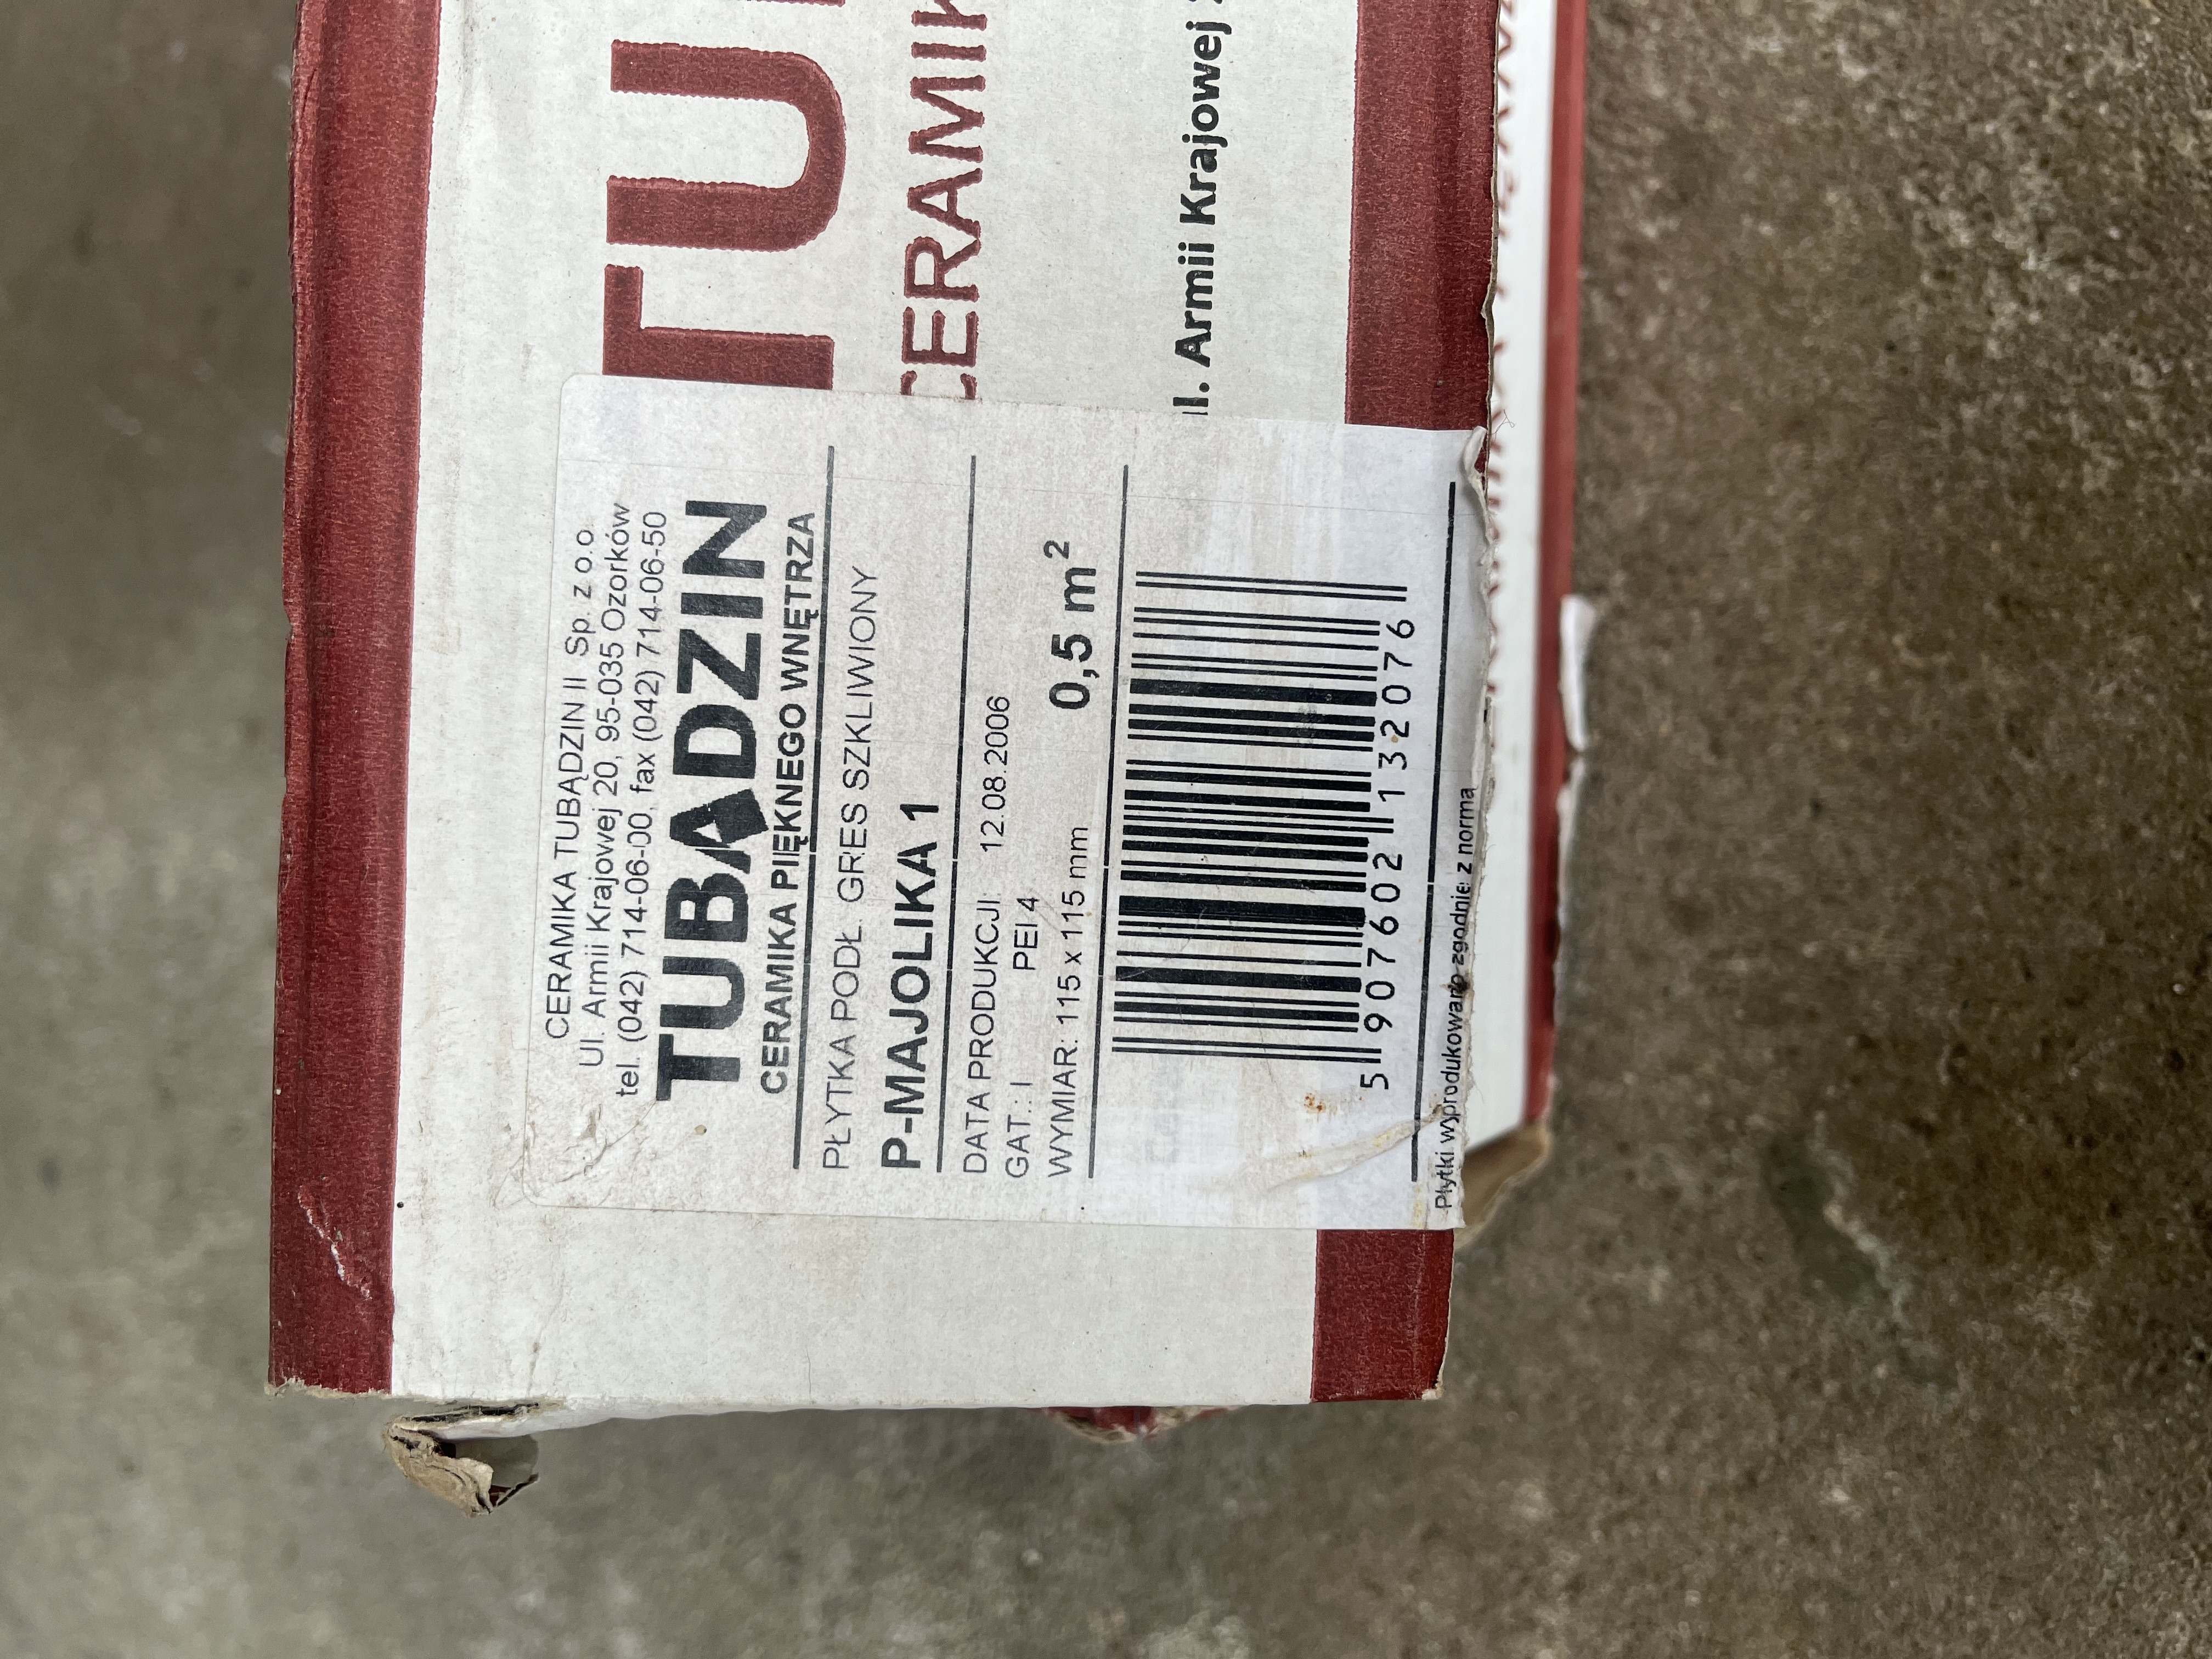 CERAMIKA TUBĄDZIN II Sp. z o.o.
Ul. Armii Krajowej 20, 95-035 Ozorków
tel. (042) 714-06-00, fax (042) 714-06-50
TUBĄDZIN
CERAMIKA PIĘKNEGO WNĘTRZA
PŁYTKA PODŁ. GRES SZKLIWIONY
P-MAJOLIKA 1
DATA PRODUKCJI: 12.08.2006
GAT.: I PEI 4
WYMIAR: 115 x 115 mm 0,5 m²
5 907602 132076
Płytki wyprodukowano zgodnie z normą
TU
CERAMIK
l. Armii Krajowej